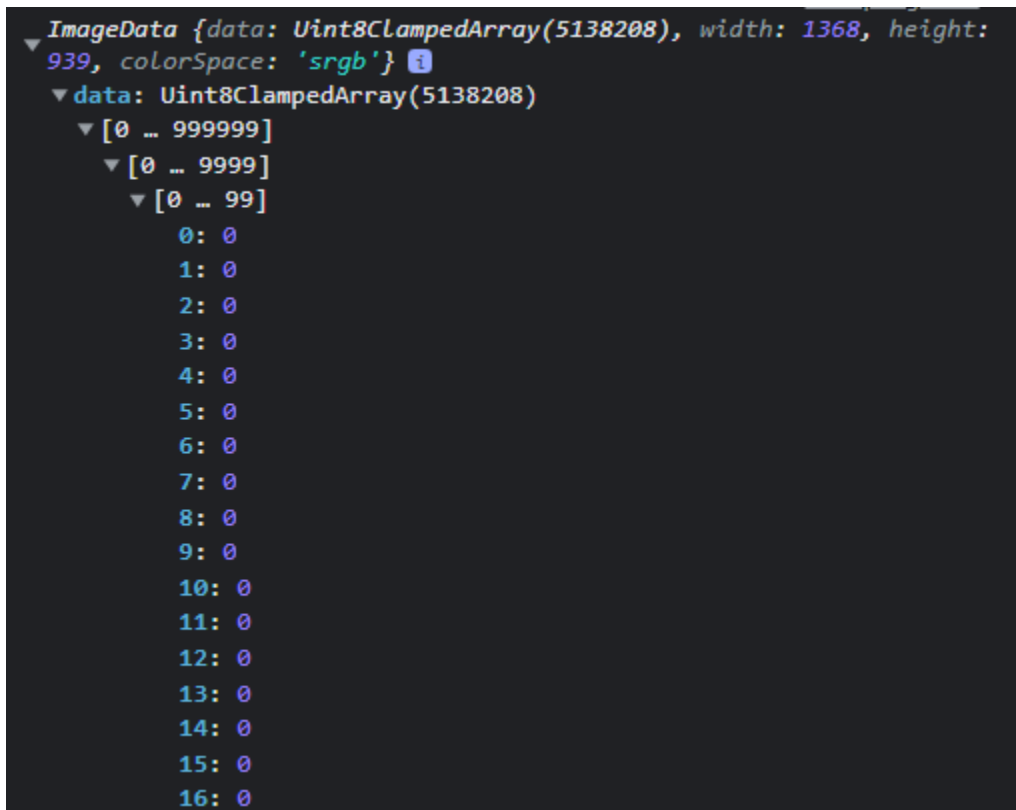 ImageData {data: Uint8ClampedArray(5138208), width: 1368, height:
939, colorSpace: 'srgb'} i
data: Uint8ClampedArray(5138208)
[0 … 999999]
[0 … 9999]
[0 … 99]
0: 0
1: 0
2: 0
3: 0
4: 0
5: 0
6: 0
7: 0
8: 0
9: 0
10: 0
11: 0
12: 0
13: 0
14: 0
15: 0
16: 0